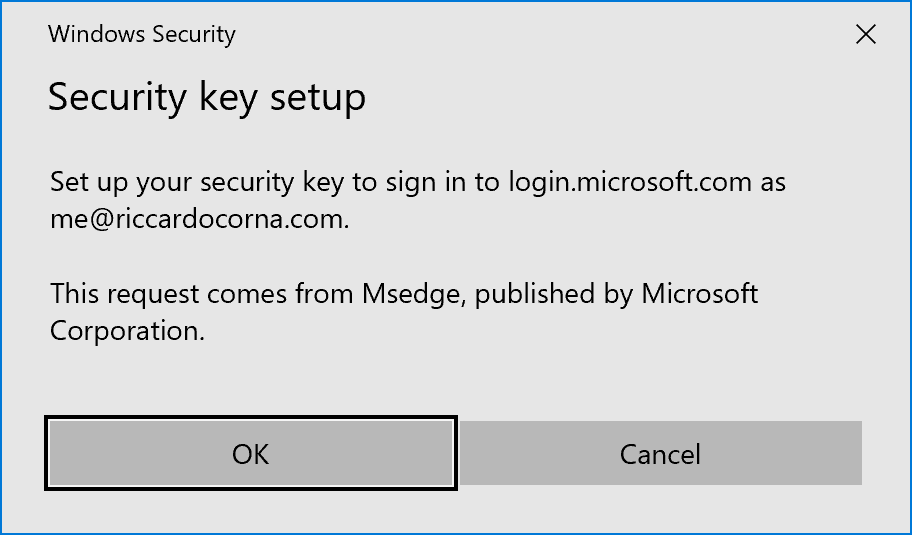 Windows Security
Security key setup
Set up your security key to sign in to login.microsoft.com as
me@riccardocorna.com.
This request comes from Msedge, published by Microsoft
Corporation.
OK
Cancel